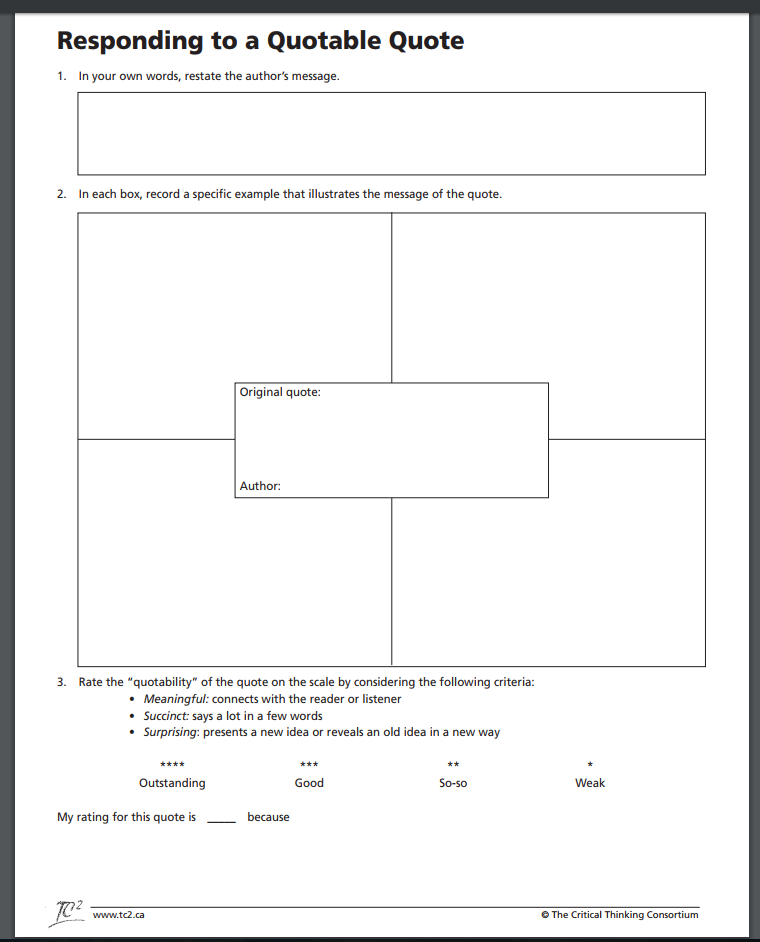 Responding to a Quotable Quote
1. In your own words, restate the author's message.
2. In each box, record a specific example that illustrates the message of the quote.
Original quote:
Author:
3. Rate the "quotability" of the quote on the scale by considering the following criteria:
• Meaningful: connects with the reader or listener
• Succinct: says a lot in a few words
• Surprising: presents a new idea or reveals an old idea in a new way
**** *** ** *
Outstanding Good So-so Weak
My rating for this quote is _____ because
TC2 www.tc2.ca © The Critical Thinking Consortium